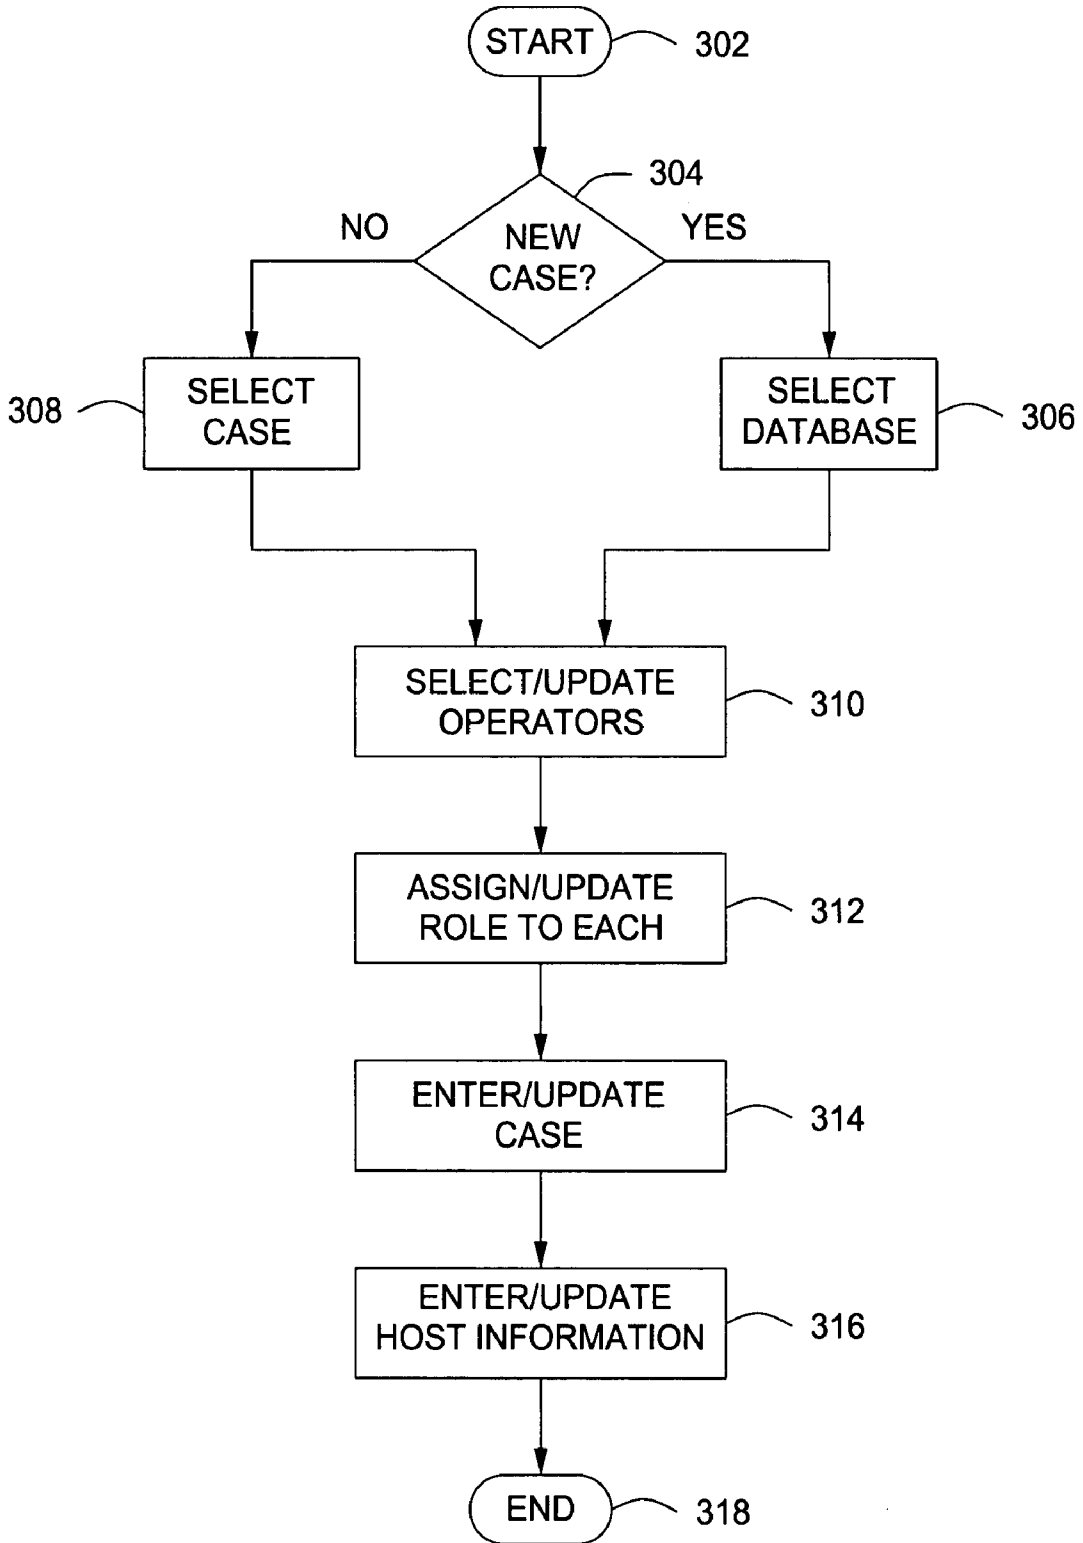 START
302
304
NEW
CASE?
NO
YES
308
SELECT
CASE
SELECT
DATABASE
306
SELECT/UPDATE
OPERATORS
310
ASSIGN/UPDATE
ROLE TO EACH
312
ENTER/UPDATE
CASE
314
ENTER/UPDATE
HOST INFORMATION
316
END
318